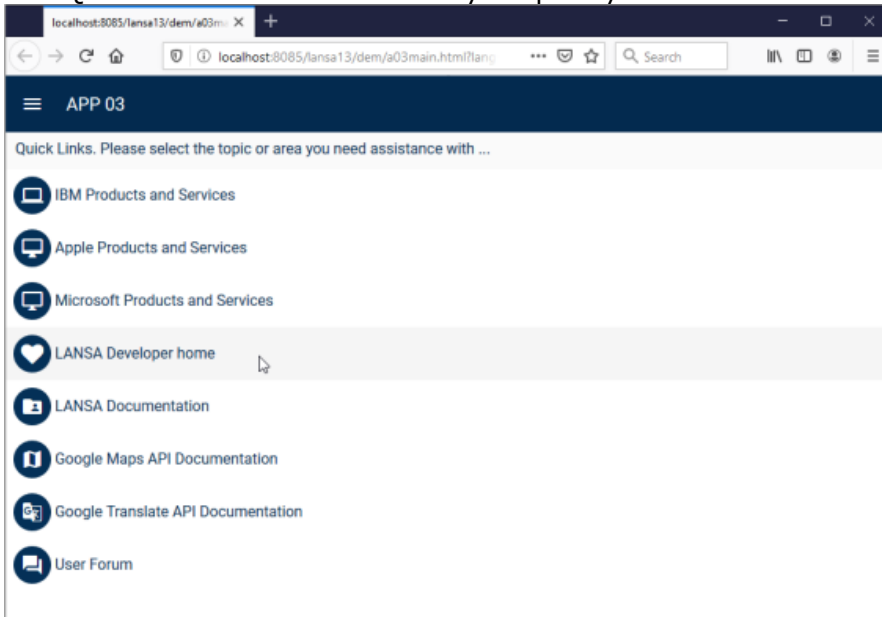 localhost:8085/lansa13/dem/a03m
localhost:8085/lansa13/dem/a03main.html?lang
Search
APP 03
Quick Links. Please select the topic or area you need assistance with ...
IBM Products and Services
Apple Products and Services
Microsoft Products and Services
LANSA Developer home
LANSA Documentation
Google Maps API Documentation
Google Translate API Documentation
User Forum